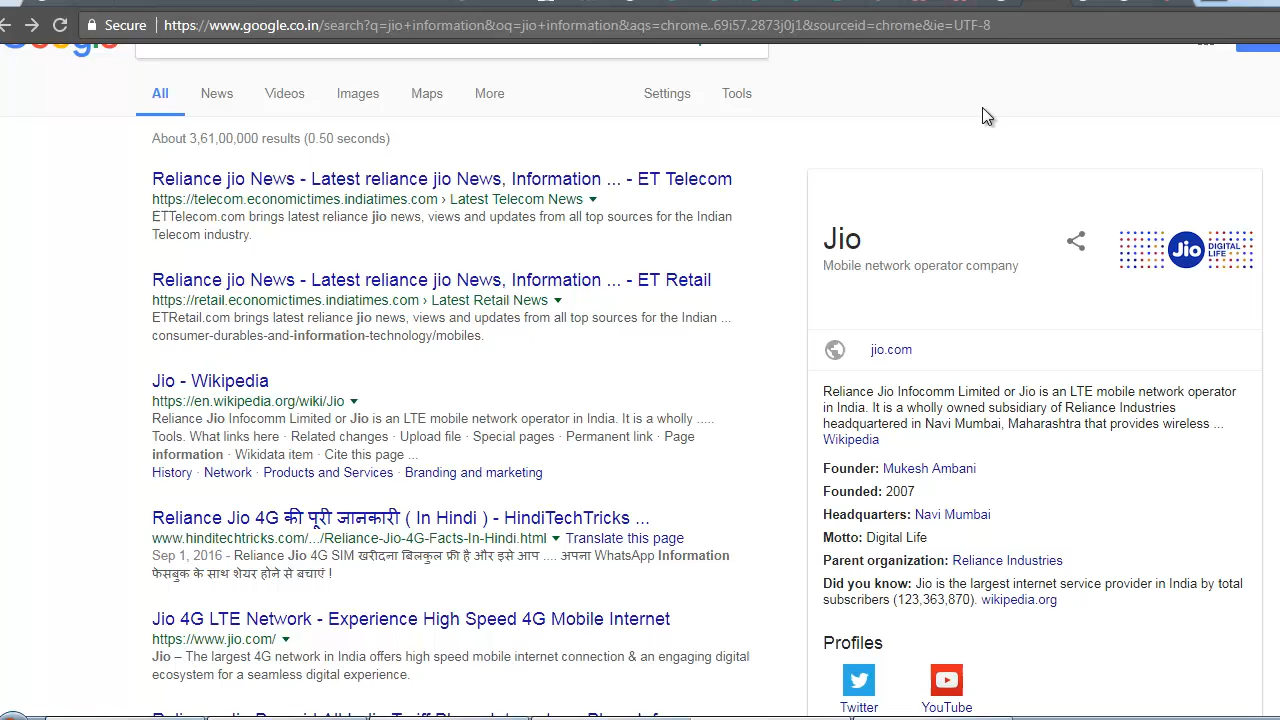 Secure https://www.google.co.in/search?q=jio+information&oq=jio+information&aqs=chrome..69i57.2873j0j1&sourceid=chrome&ie=UTF-8
All News Videos Images Maps More Settings Tools
About 3,61,00,000 results (0.50 seconds)
Reliance jio News - Latest reliance jio News, Information ... - ET Telecom
https://telecom.economictimes.indiatimes.com › Latest Telecom News
ETTelecom.com brings latest reliance jio news, views and updates from all top sources for the Indian
Telecom industry.
Reliance jio News - Latest reliance jio News, Information ... - ET Retail
https://retail.economictimes.indiatimes.com › Latest Retail News
ETRetail.com brings latest reliance jio news, views and updates from all top sources for the Indian ...
consumer-durables-and-information-technology/mobiles.
Jio - Wikipedia
https://en.wikipedia.org/wiki/Jio
Reliance Jio Infocomm Limited or Jio is an LTE mobile network operator in India. It is a wholly .....
Tools. What links here · Related changes · Upload file · Special pages · Permanent link · Page
information · Wikidata item · Cite this page ...
History · Network · Products and Services · Branding and marketing
Reliance Jio 4G की पूरी जानकारी ( In Hindi ) - HindiTechTricks ...
www.hinditechtricks.com/.../Reliance-Jio-4G-Facts-In-Hindi.html Translate this page
Sep 1, 2016 - Reliance Jio 4G SIM खरीदना बिलकुल फ्री है और इसे आप .... अपना WhatsApp Information
फेसबुक के साथ शेयर होने से बचाएं !
Jio 4G LTE Network - Experience High Speed 4G Mobile Internet
https://www.jio.com/
Jio – The largest 4G network in India offers high speed mobile internet connection & an engaging digital
ecosystem for a seamless digital experience.
Jio
Mobile network operator company
Jio DIGITAL
LIFE
jio.com
Reliance Jio Infocomm Limited or Jio is an LTE mobile network operator
in India. It is a wholly owned subsidiary of Reliance Industries
headquartered in Navi Mumbai, Maharashtra that provides wireless ...
Wikipedia
Founder: Mukesh Ambani
Founded: 2007
Headquarters: Navi Mumbai
Motto: Digital Life
Parent organization: Reliance Industries
Did you know: Jio is the largest internet service provider in India by total
subscribers (123,363,870). wikipedia.org
Profiles
Twitter YouTube